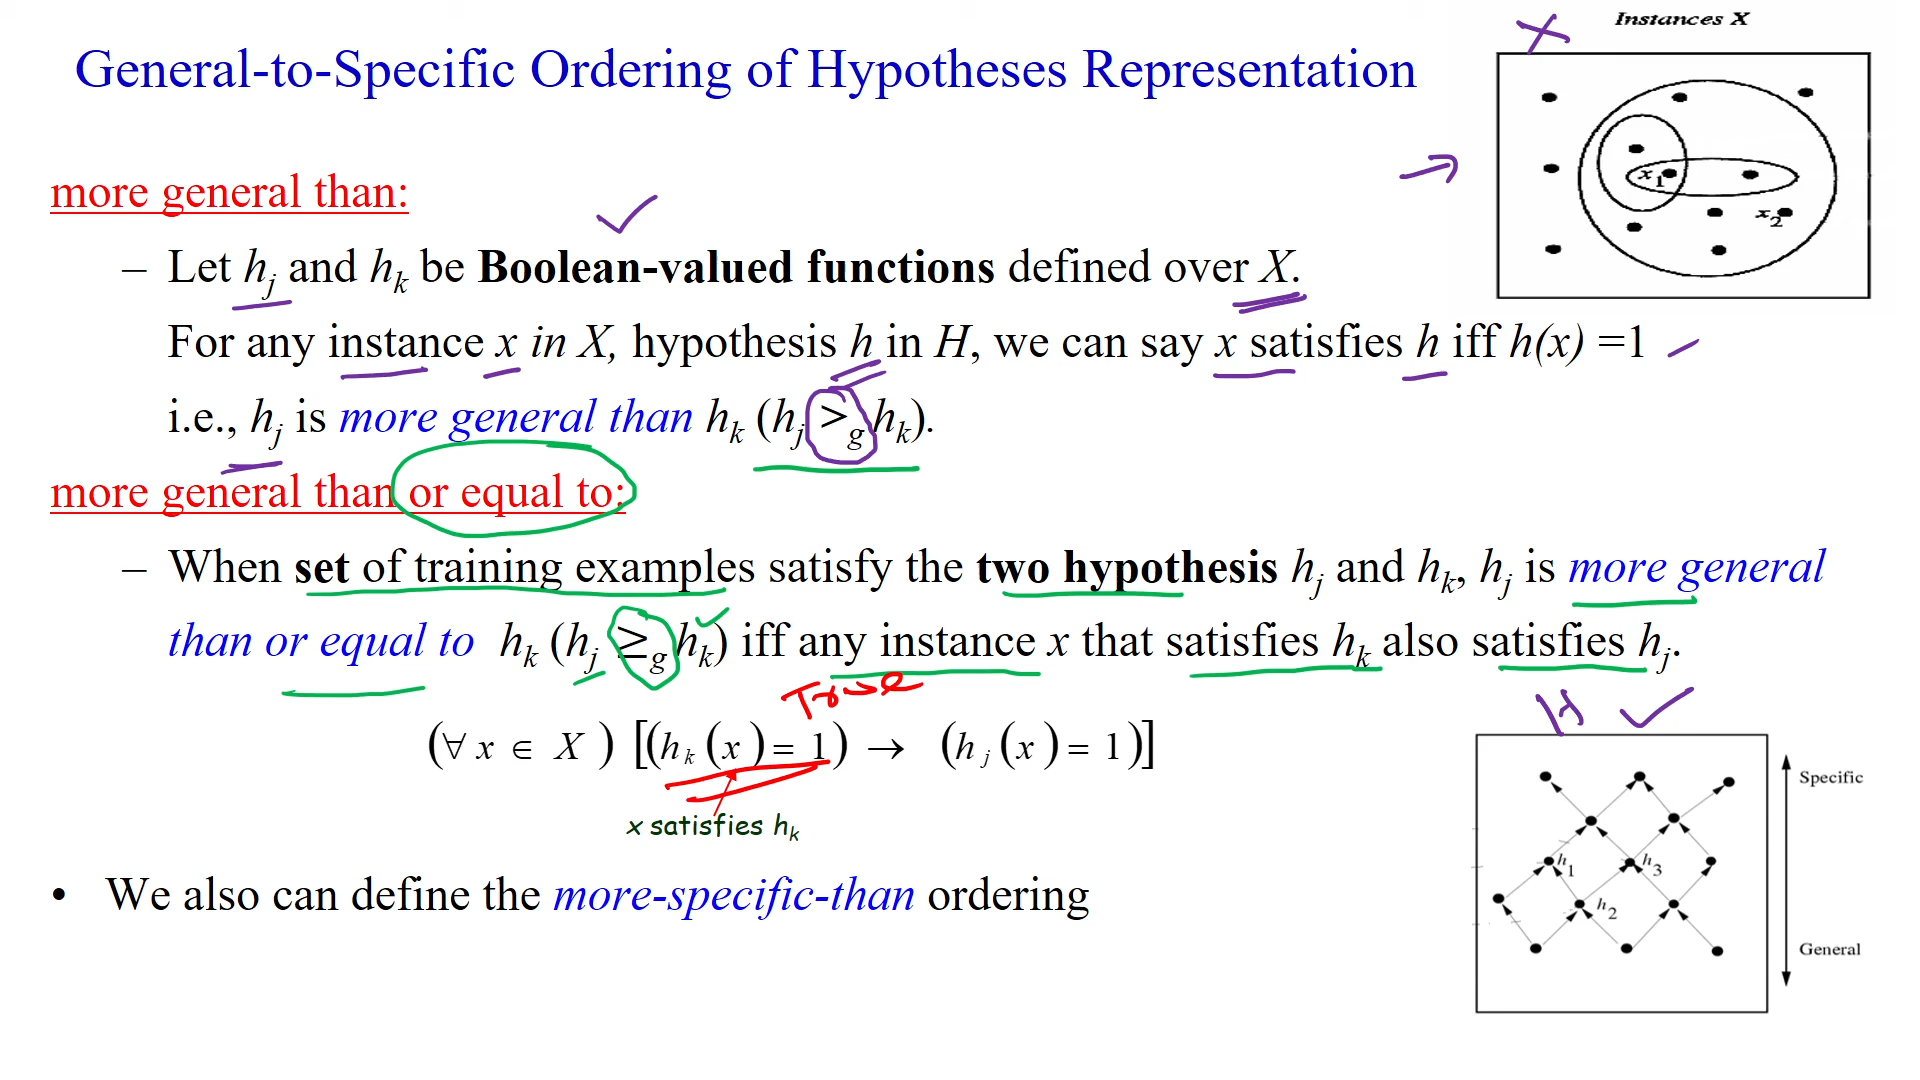 Instances X
X
General-to-Specific Ordering of Hypotheses Representation
more general than:
x1
x2
– Let hj and hk be Boolean-valued functions defined over X.
For any instance x in X, hypothesis h in H, we can say x satisfies h iff h(x) =1
i.e., hj is more general than hk (hj >g hk).
more general than or equal to:
– When set of training examples satisfy the two hypothesis hj and hk, hj is more general
than or equal to hk (hj ≥g hk) iff any instance x that satisfies hk also satisfies hj.
True
H
(∀ x ∈ X ) [(hk (x) = 1) → (hj (x) = 1)]
x satisfies hk
• We also can define the more-specific-than ordering
Specific
h1
h3
h2
General